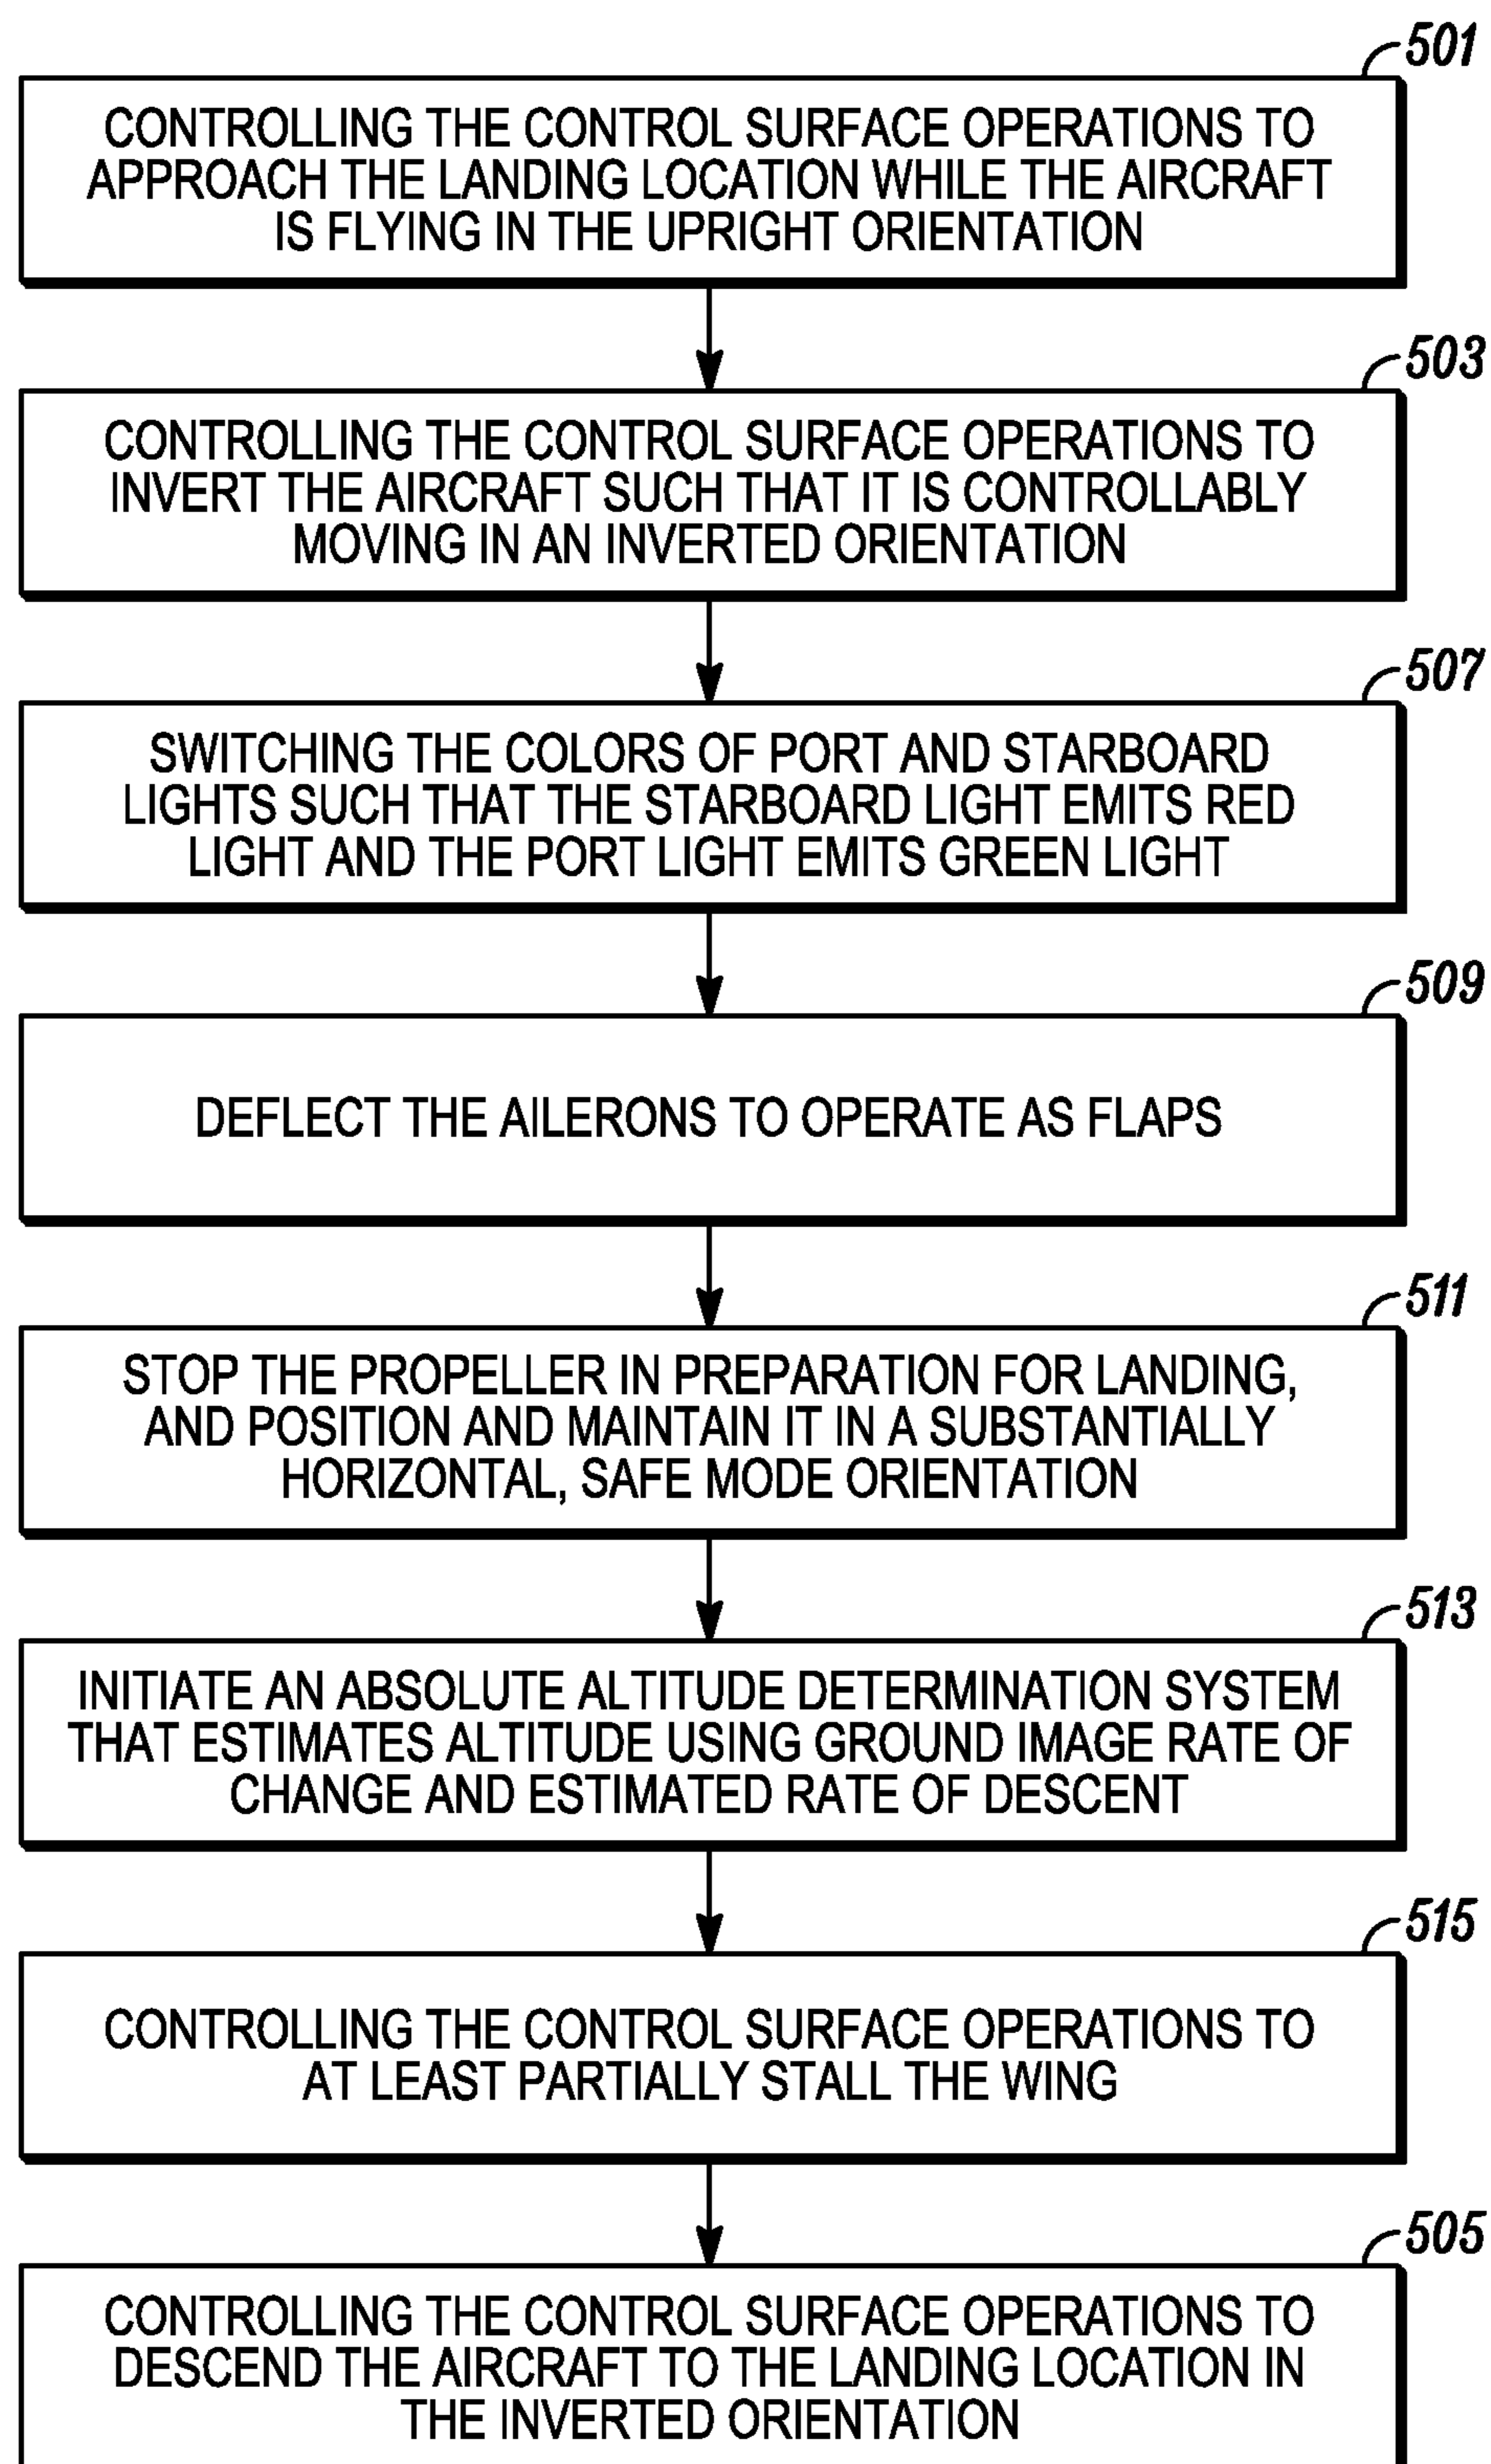 501
CONTROLLING THE CONTROL SURFACE OPERATIONS TO
APPROACH THE LANDING LOCATION WHILE THE AIRCRAFT
IS FLYING IN THE UPRIGHT ORIENTATION
503
CONTROLLING THE CONTROL SURFACE OPERATIONS TO
INVERT THE AIRCRAFT SUCH THAT IT IS CONTROLLABLY
MOVING IN AN INVERTED ORIENTATION
507
SWITCHING THE COLORS OF PORT AND STARBOARD
LIGHTS SUCH THAT THE STARBOARD LIGHT EMITS RED
LIGHT AND THE PORT LIGHT EMITS GREEN LIGHT
509
DEFLECT THE AILERONS TO OPERATE AS FLAPS
511
STOP THE PROPELLER IN PREPARATION FOR LANDING,
AND POSITION AND MAINTAIN IT IN A SUBSTANTIALLY
HORIZONTAL, SAFE MODE ORIENTATION
513
INITIATE AN ABSOLUTE ALTITUDE DETERMINATION SYSTEM
THAT ESTIMATES ALTITUDE USING GROUND IMAGE RATE OF
CHANGE AND ESTIMATED RATE OF DESCENT
515
CONTROLLING THE CONTROL SURFACE OPERATIONS TO
AT LEAST PARTIALLY STALL THE WING
505
CONTROLLING THE CONTROL SURFACE OPERATIONS TO
DESCEND THE AIRCRAFT TO THE LANDING LOCATION IN
THE INVERTED ORIENTATION